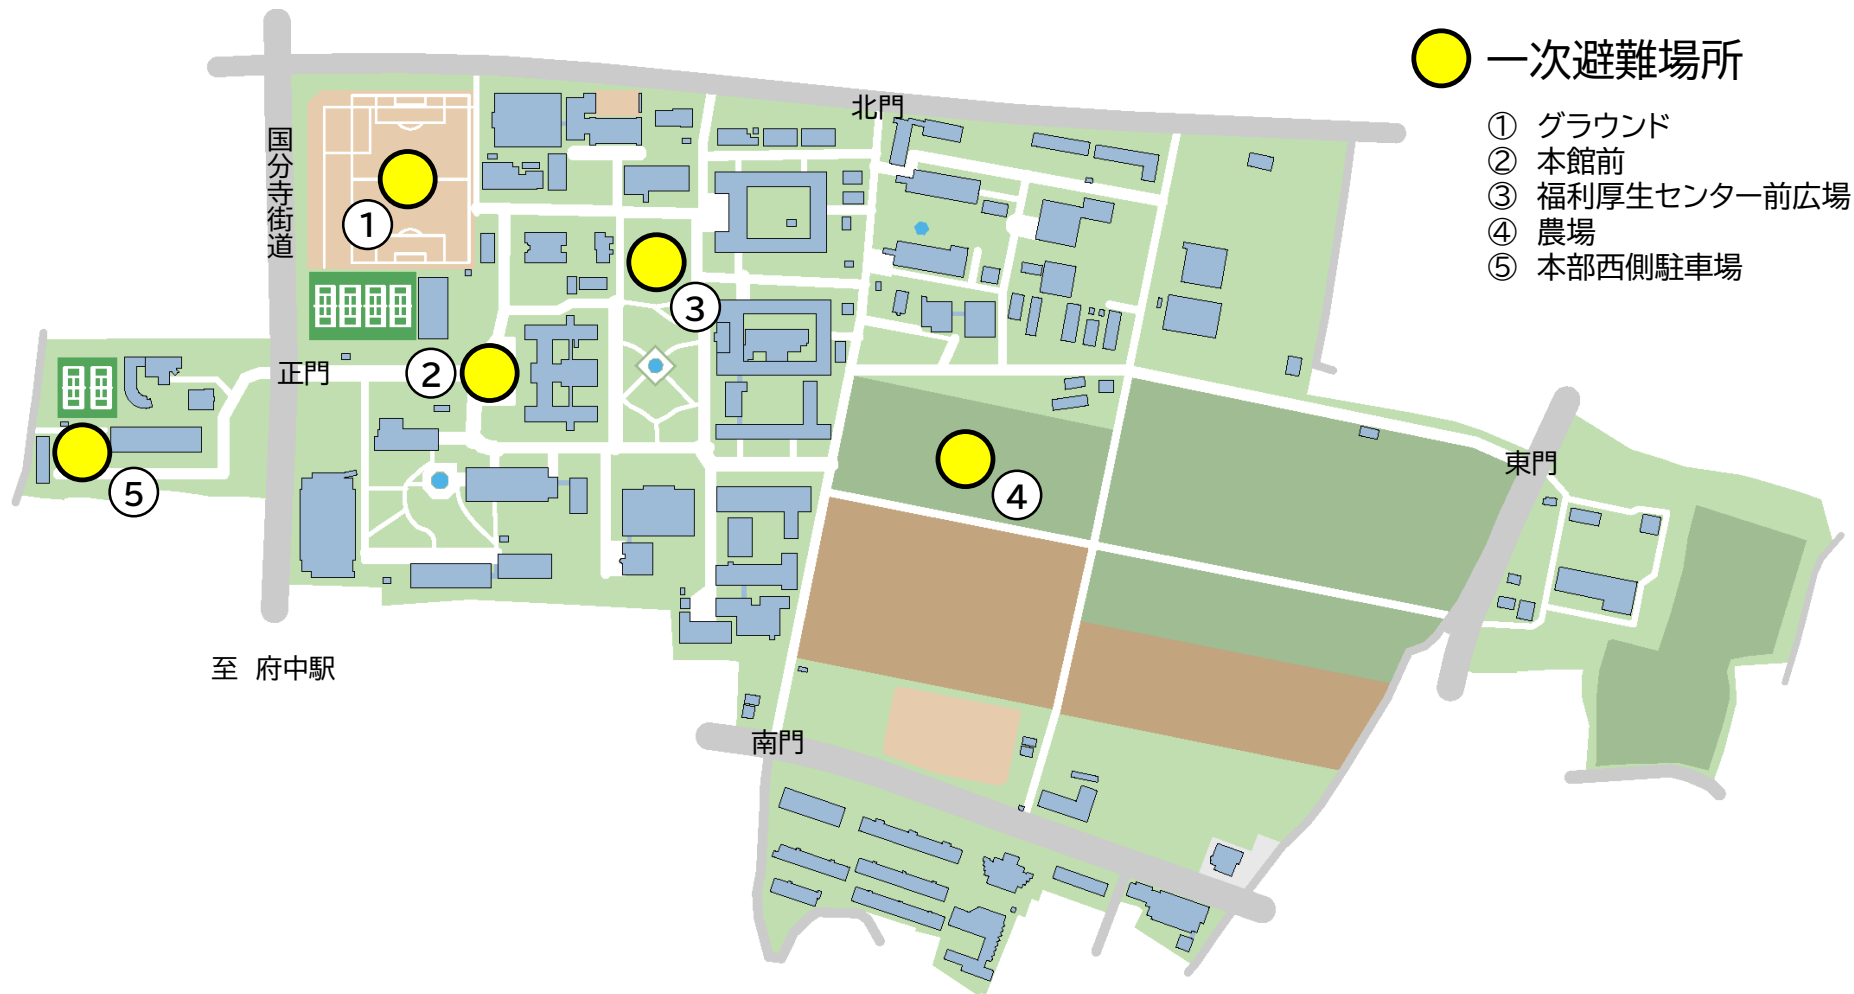 一次避難場所
① グラウンド
② 本館前
③ 福利厚生センター前広場
④ 農場
⑤ 本部西側駐車場
北門
国分寺街道
1
3
2
正門
5
4
東門
至 府中駅
南門